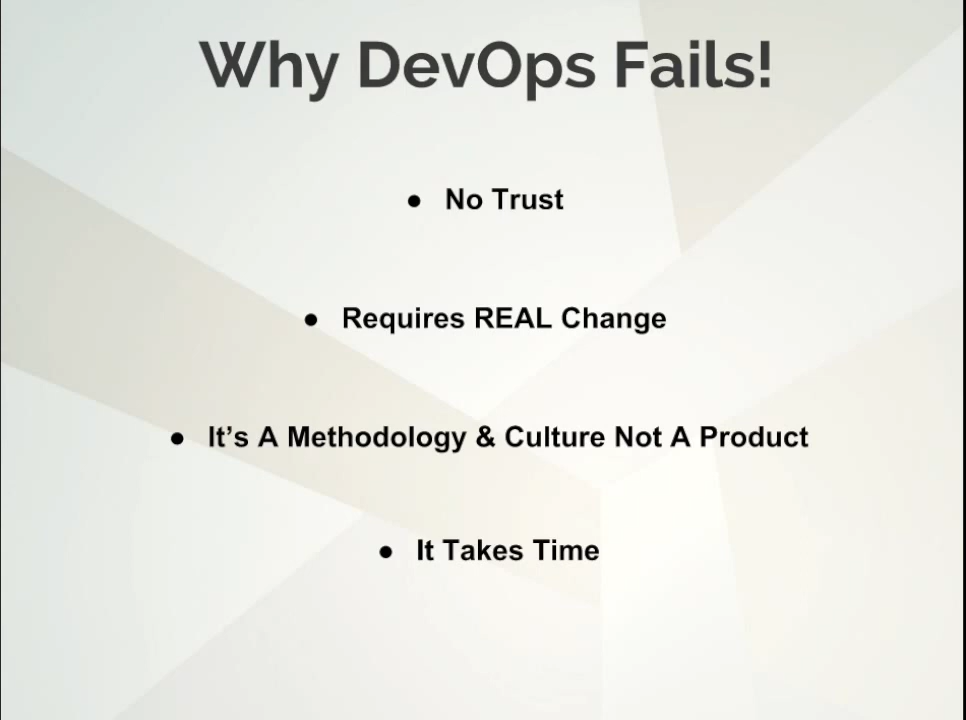 Why DevOps Fails!
● No Trust
● Requires REAL Change
● It’s A Methodology & Culture Not A Product
● It Takes Time